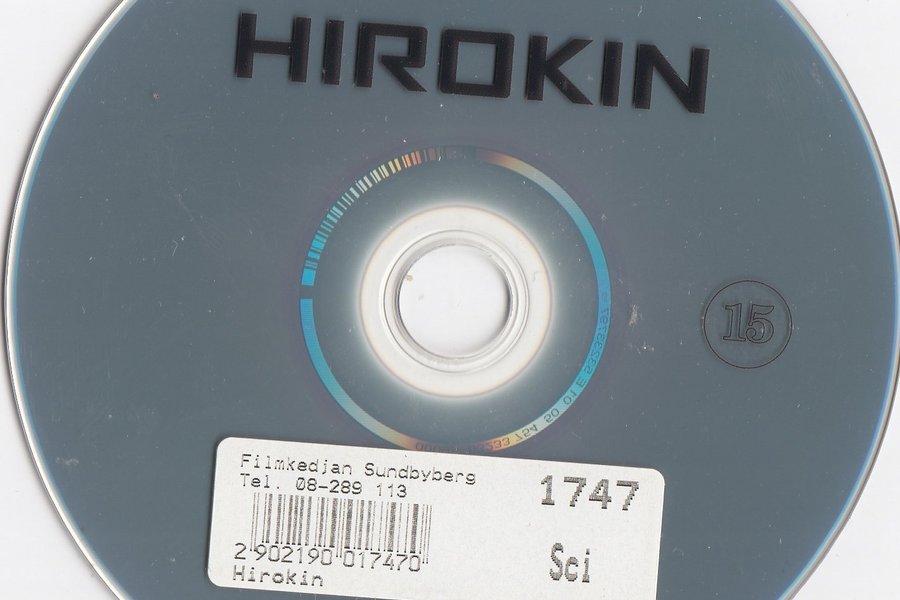 HIROKIN
15
Filmkedjan Sundbyberg
Tel. 08-289 113
1747
2 902190 017470
Sci
Hirokin